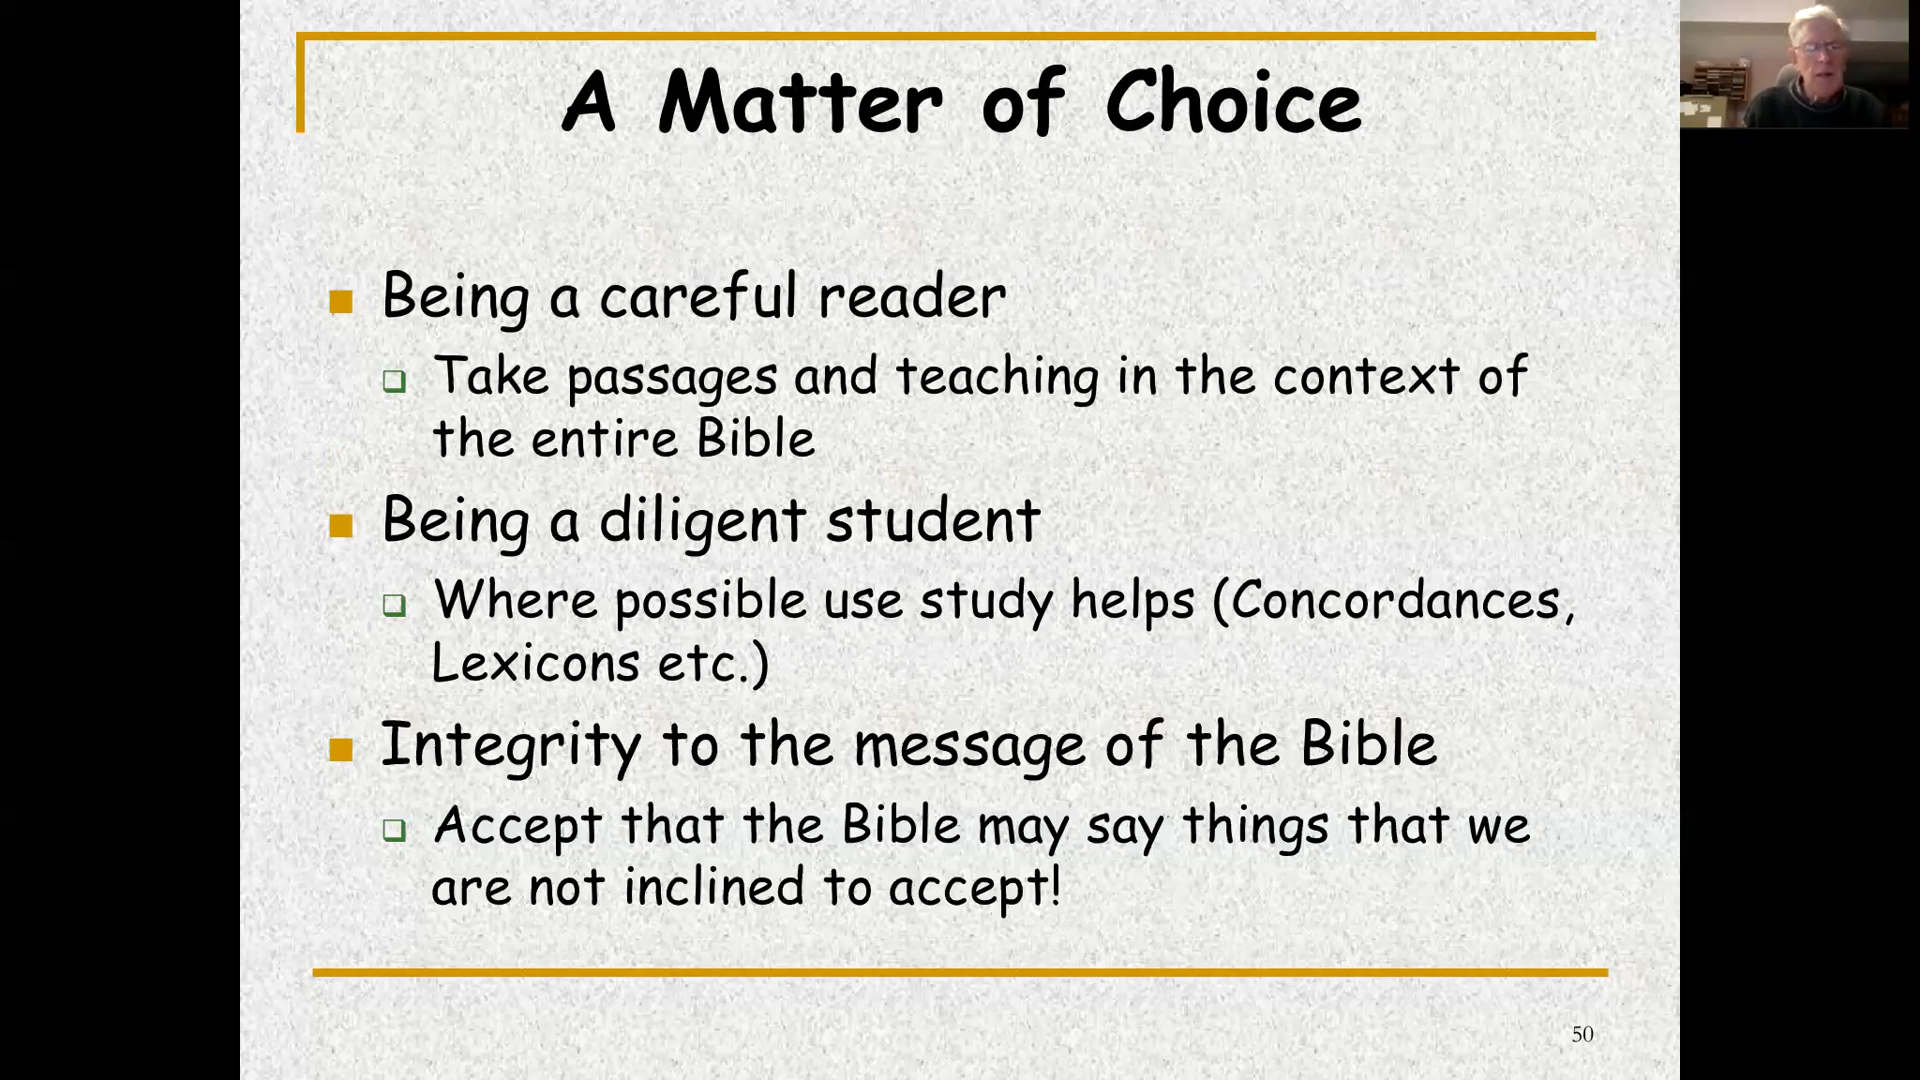 A Matter of Choice
Being a careful reader
Take passages and teaching in the context of
the entire Bible
Being a diligent student
Where possible use study helps (Concordances,
Lexicons etc.)
Integrity to the message of the Bible
Accept that the Bible may say things that we
are not inclined to accept!
50